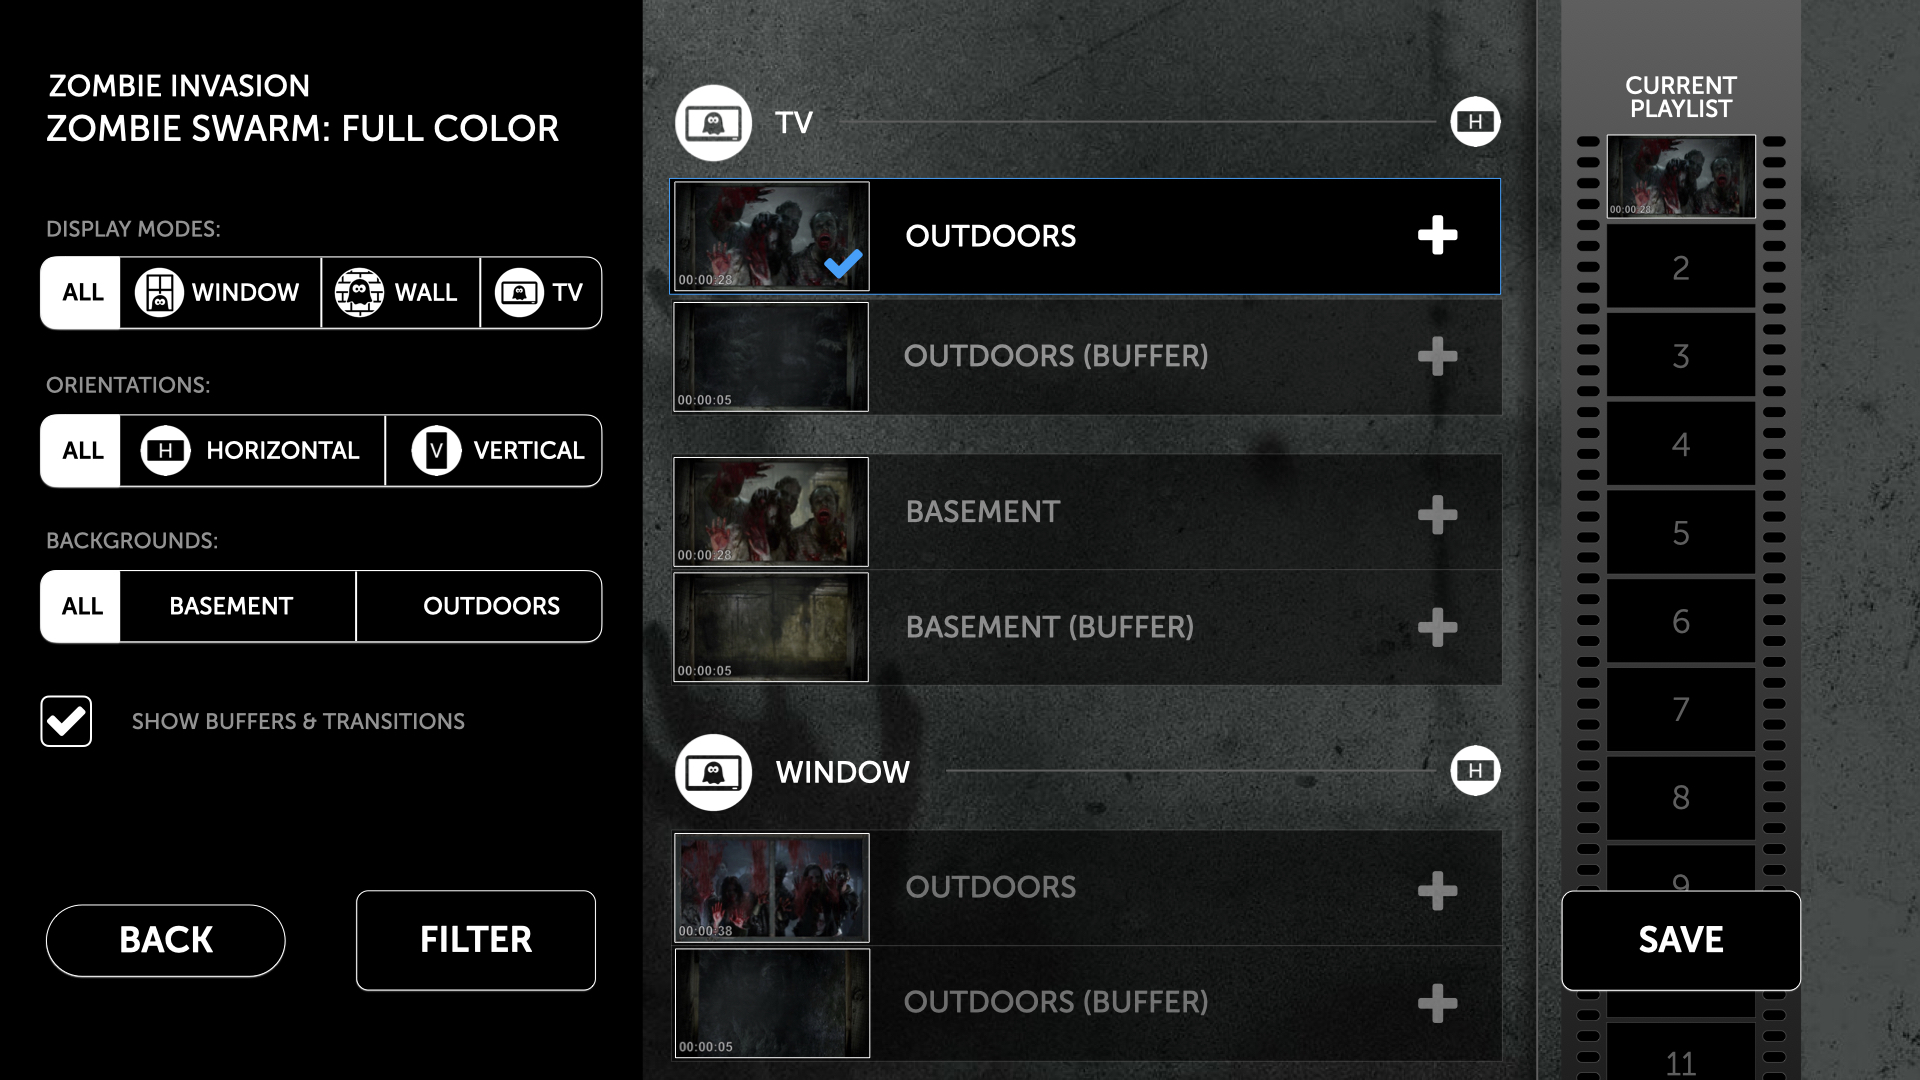 ZOMBIE INVASION
ZOMBIE SWARM: FULL COLOR
DISPLAY MODES:
ALL
WINDOW
WALL
TV
ORIENTATIONS:
ALL
H
HORIZONTAL
V
VERTICAL
BACKGROUNDS:
ALL
BASEMENT
OUTDOORS
SHOW BUFFERS & TRANSITIONS
BACK
FILTER
TV
H
00:00:28
OUTDOORS
00:00:05
OUTDOORS (BUFFER)
00:00:28
BASEMENT
00:00:05
BASEMENT (BUFFER)
WINDOW
H
00:00:38
OUTDOORS
00:00:05
OUTDOORS (BUFFER)
CURRENT
PLAYLIST
00:00:28
2
3
4
5
6
7
8
9
SAVE
11